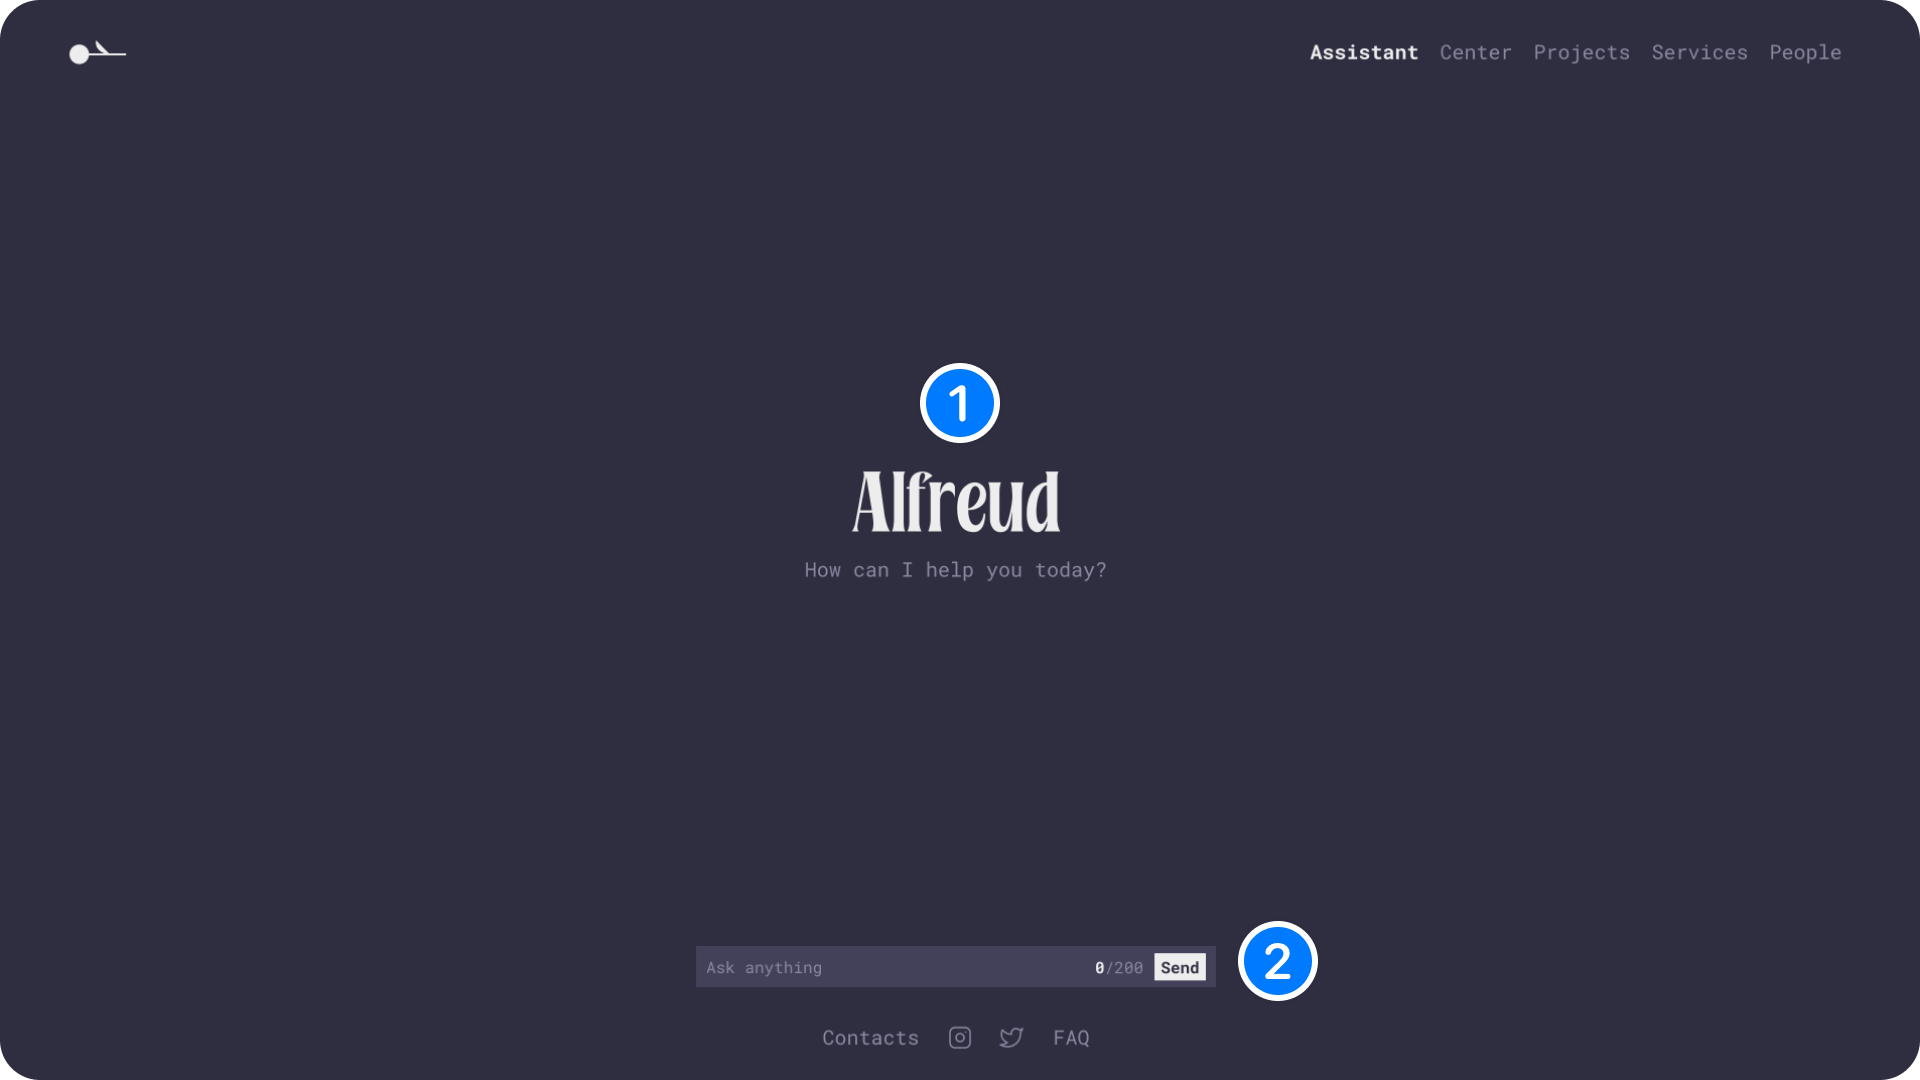 Assistant Center Projects Services People
1
Alfreud
How can I help you today?
Ask anything 0/200 Send
2
Contacts FAQ